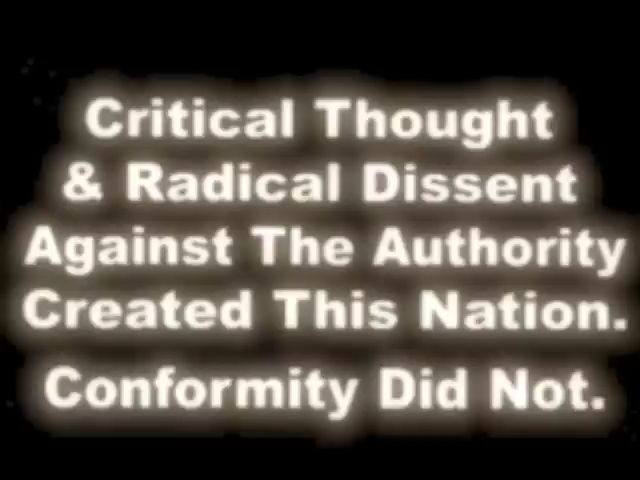 Critical Thought
& Radical Dissent
Against The Authority
Created This Nation.
Conformity Did Not.